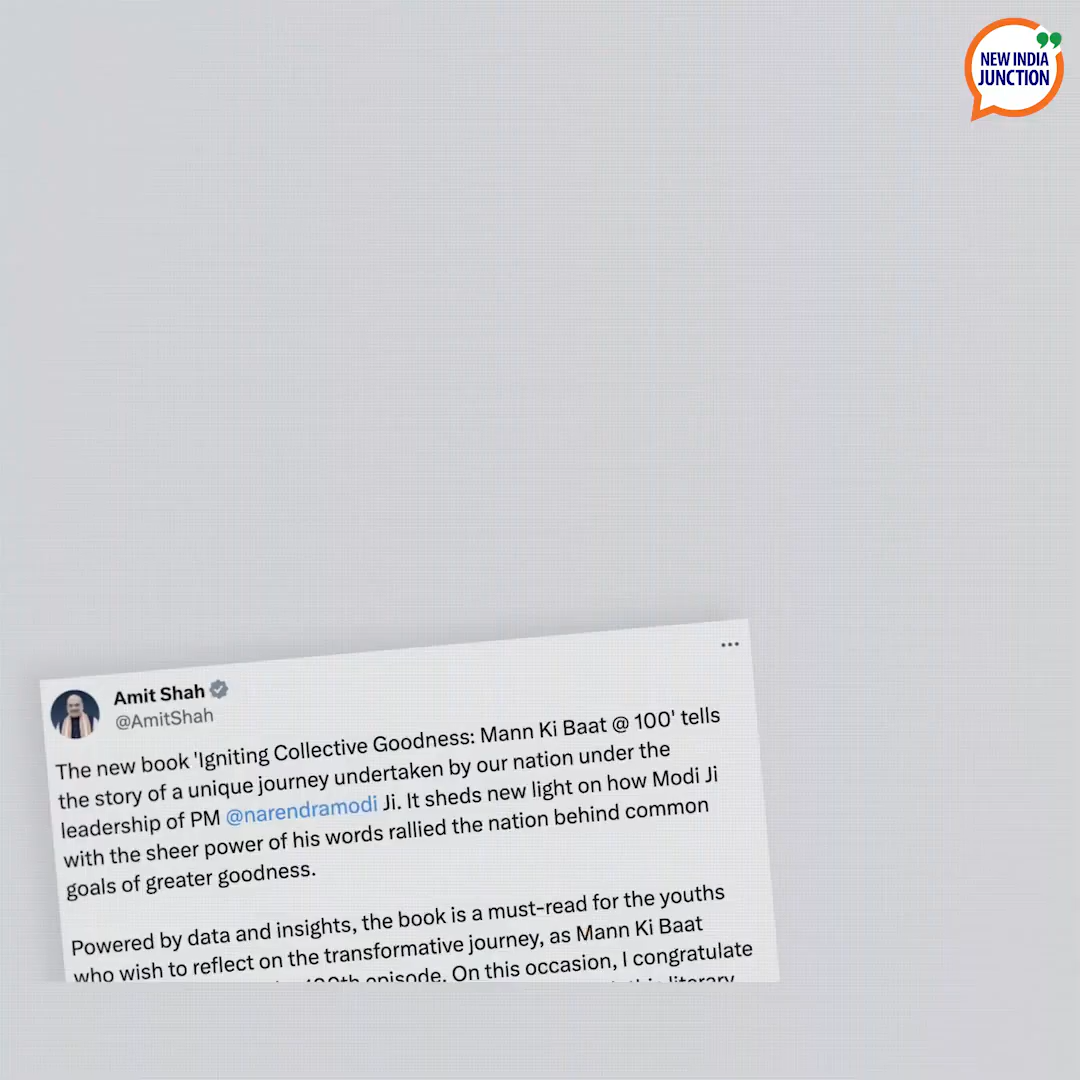 NEW INDIA
JUNCTION
Amit Shah
@AmitShah
The new book 'Igniting Collective Goodness: Mann Ki Baat @ 100' tells
the story of a unique journey undertaken by our nation under the
leadership of PM @narendramodi Ji. It sheds new light on how Modi Ji
with the sheer power of his words rallied the nation behind common
goals of greater goodness.
Powered by data and insights, the book is a must-read for the youths
who wish to reflect on the transformative journey, as Mann Ki Baat
episode. On this occasion, I congratulate
literary